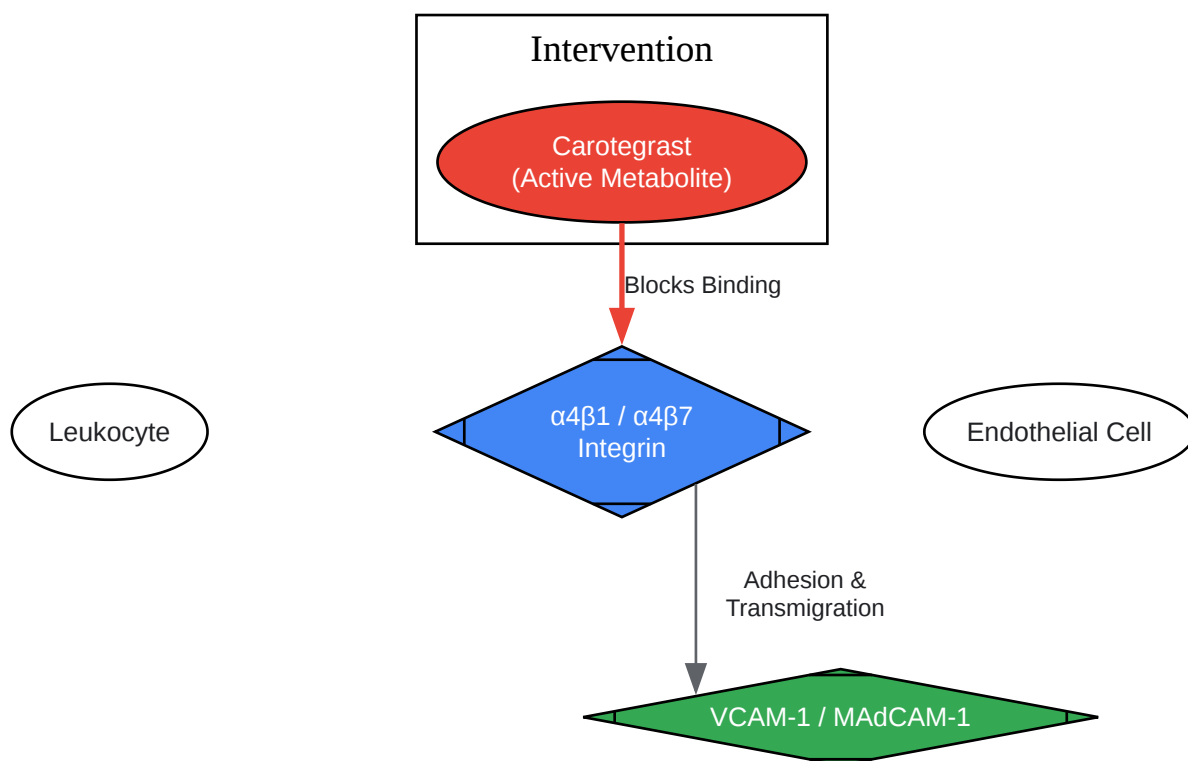 Intervention
Carotegrast
(Active Metabolite)
Blocks Binding
Leukocyte
α4β1 / α4β7
Integrin
Endothelial Cell
Adhesion &
Transmigration
VCAM-1 / MAdCAM-1